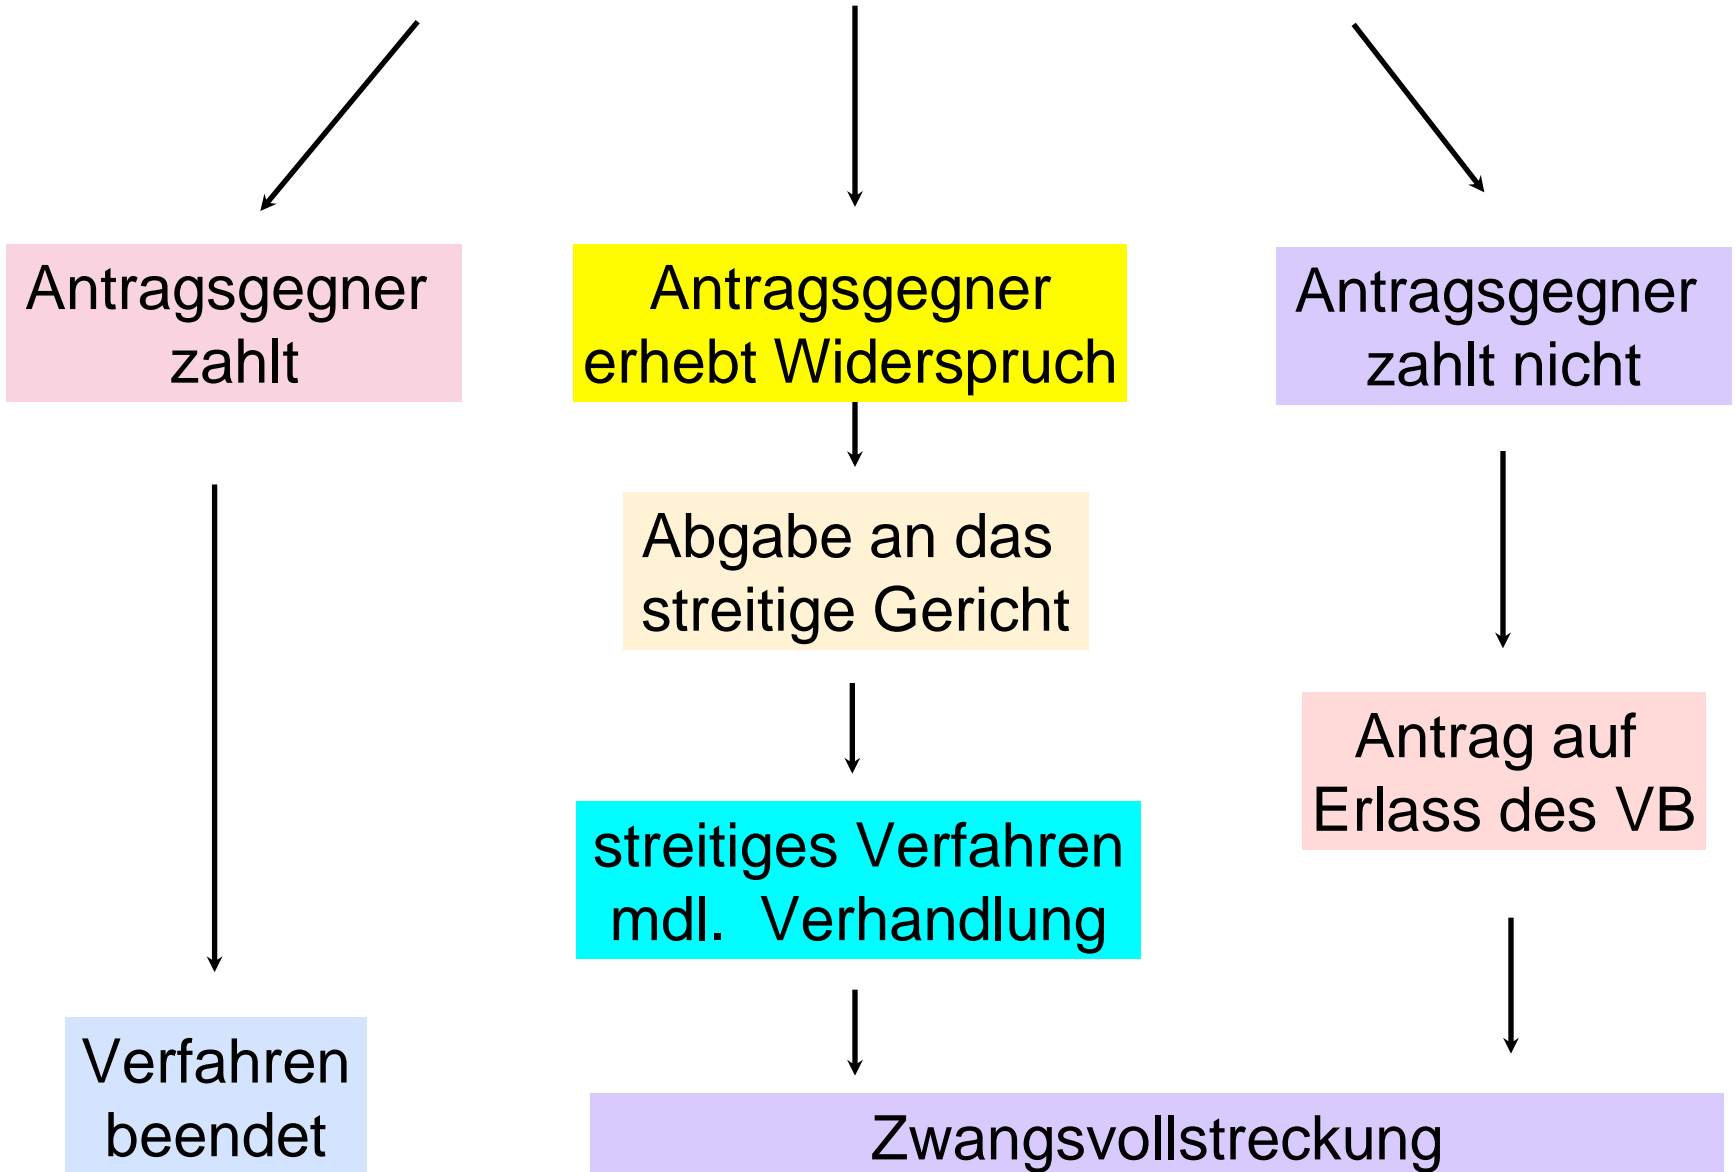 Antragsgegner
zahlt
Antragsgegner
erhebt Widerspruch
Antragsgegner
zahlt nicht
Abgabe an das
streitige Gericht
Antrag auf
Erlass des VB
streitiges Verfahren
mdl.  Verhandlung
Verfahren
beendet
Zwangsvollstreckung